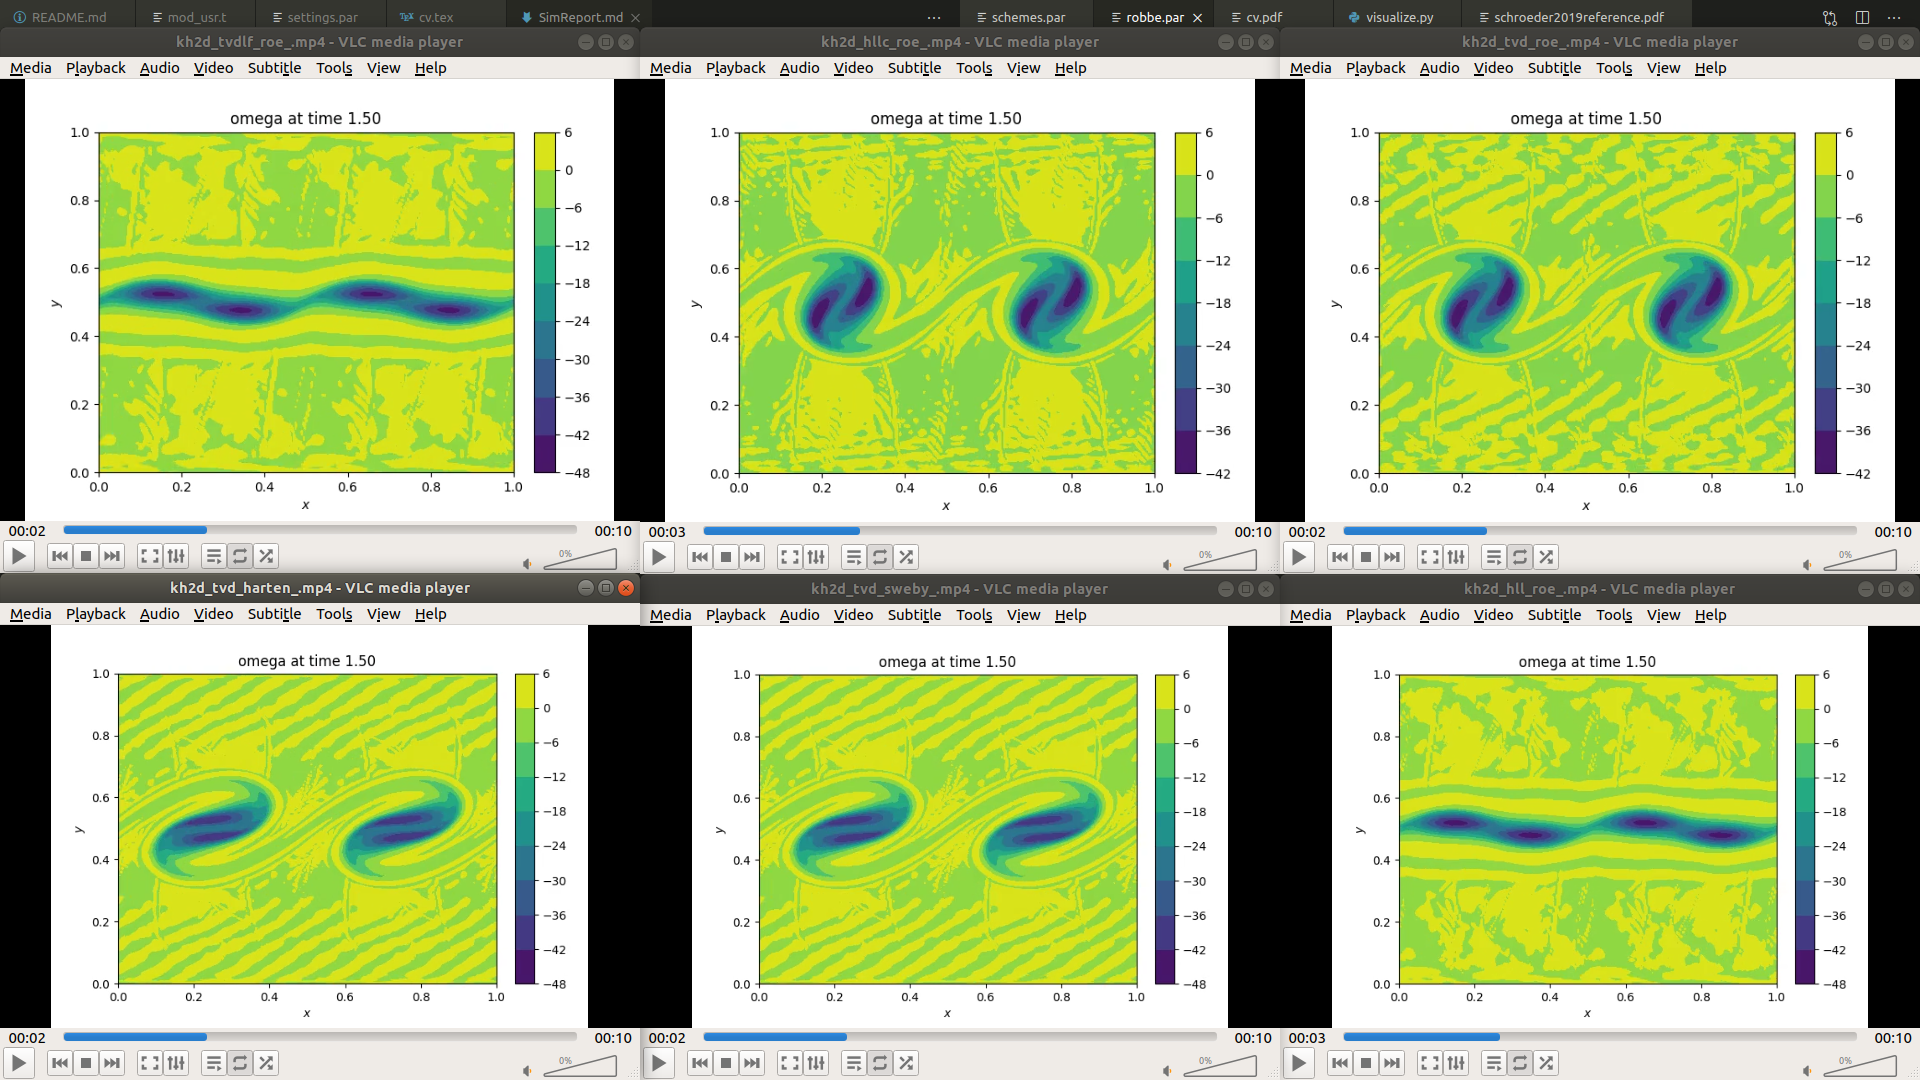 README.md mod_usr.t settings.par cv.tex SimReport.md ··· schemes.par robbe.par cv.pdf visualize.py schroeder2019reference.pdf ···
kh2d_tvdlf_roe_.mp4 - VLC media player
Media Playback Audio Video Subtitle Tools View Help
omega at time 1.50
1.0
0.8
0.6
0.4
0.2
0.0
y
0.0 0.2 0.4 0.6 0.8 1.0
x
6
0
−6
−12
−18
−24
−30
−36
−42
−48
00:02 00:10
0%
kh2d_hllc_roe_.mp4 - VLC media player
Media Playback Audio Video Subtitle Tools View Help
omega at time 1.50
1.0
0.8
0.6
0.4
0.2
0.0
y
0.0 0.2 0.4 0.6 0.8 1.0
x
6
0
−6
−12
−18
−24
−30
−36
−42
00:03 00:10
0%
kh2d_tvd_roe_.mp4 - VLC media player
Media Playback Audio Video Subtitle Tools View Help
omega at time 1.50
1.0
0.8
0.6
0.4
0.2
0.0
y
0.0 0.2 0.4 0.6 0.8 1.0
x
6
0
−6
−12
−18
−24
−30
−36
−42
00:02 00:10
0%
kh2d_tvd_harten_.mp4 - VLC media player
Media Playback Audio Video Subtitle Tools View Help
omega at time 1.50
1.0
0.8
0.6
0.4
0.2
0.0
y
0.0 0.2 0.4 0.6 0.8 1.0
x
6
0
−6
−12
−18
−24
−30
−36
−42
−48
00:02 00:10
0%
kh2d_tvd_sweby_.mp4 - VLC media player
Media Playback Audio Video Subtitle Tools View Help
omega at time 1.50
1.0
0.8
0.6
0.4
0.2
0.0
y
0.0 0.2 0.4 0.6 0.8 1.0
x
6
0
−6
−12
−18
−24
−30
−36
−42
−48
00:02 00:10
0%
kh2d_hll_roe_.mp4 - VLC media player
Media Playback Audio Video Subtitle Tools View Help
omega at time 1.50
1.0
0.8
0.6
0.4
0.2
0.0
y
0.0 0.2 0.4 0.6 0.8 1.0
x
6
0
−6
−12
−18
−24
−30
−36
−42
−48
00:03 00:10
0%